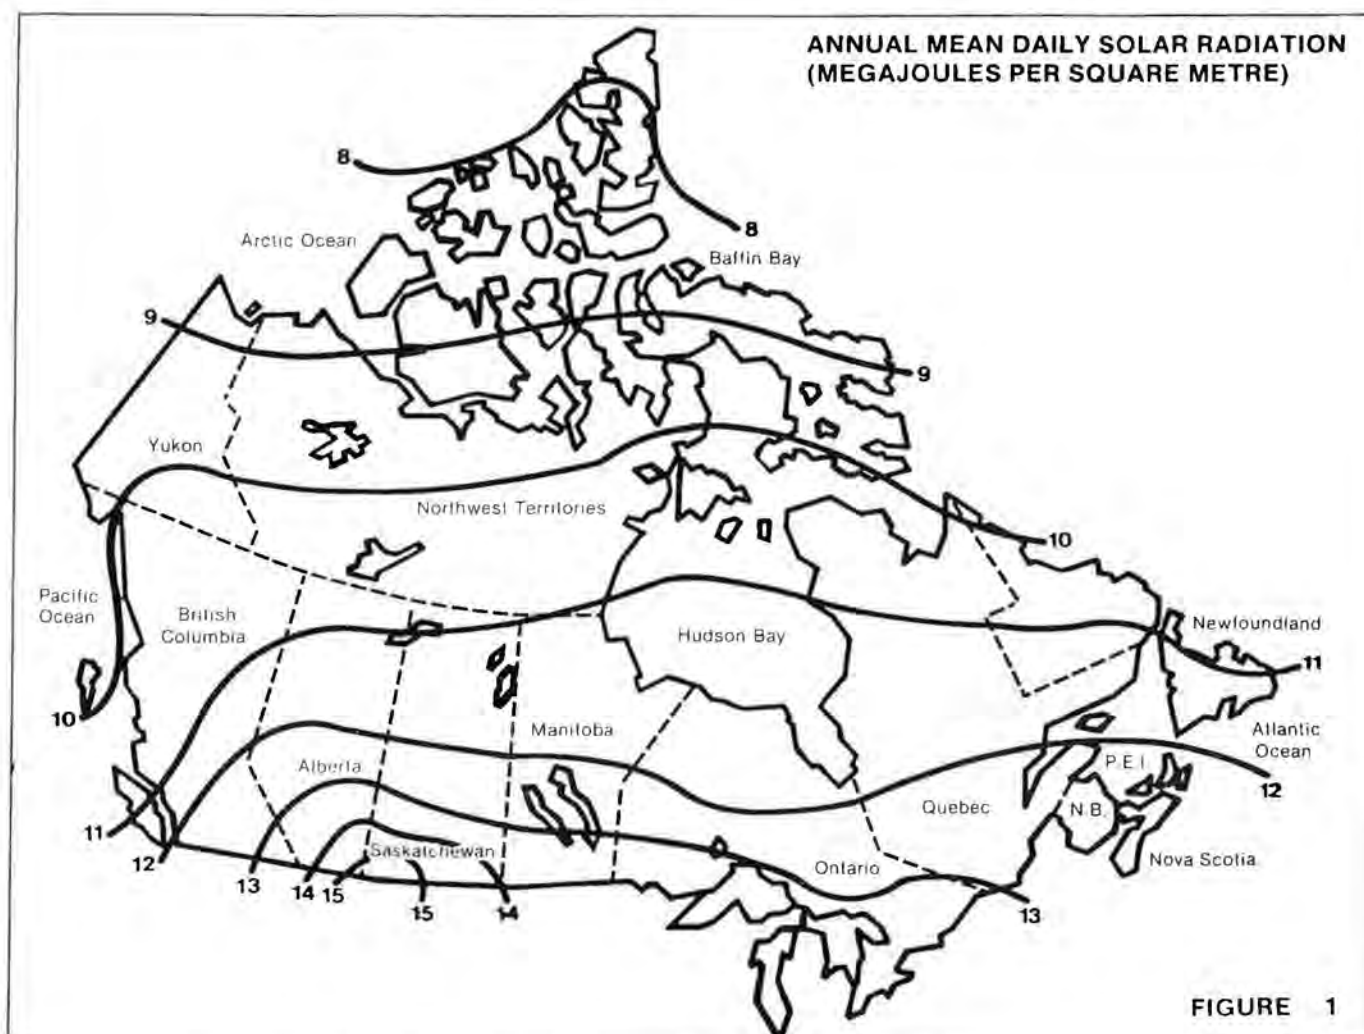 ANNUAL MEAN DAILY SOLAR RADIATION
(MEGAJOULES PER SQUARE METRE)
8
8
Arctic Ocean
Baffin Bay
9
9
Yukon
Northwest Territories
10
Pacific
Ocean
British
Columbia
Hudson Bay
Newfoundland
11
10
Manitoba
Atlantic
Ocean
Alberta
P.E.I.
12
Quebec
N.B.
11
12
Saskatchewan
Nova Scotia
Ontario
13
14
15
15
14
13
FIGURE 1